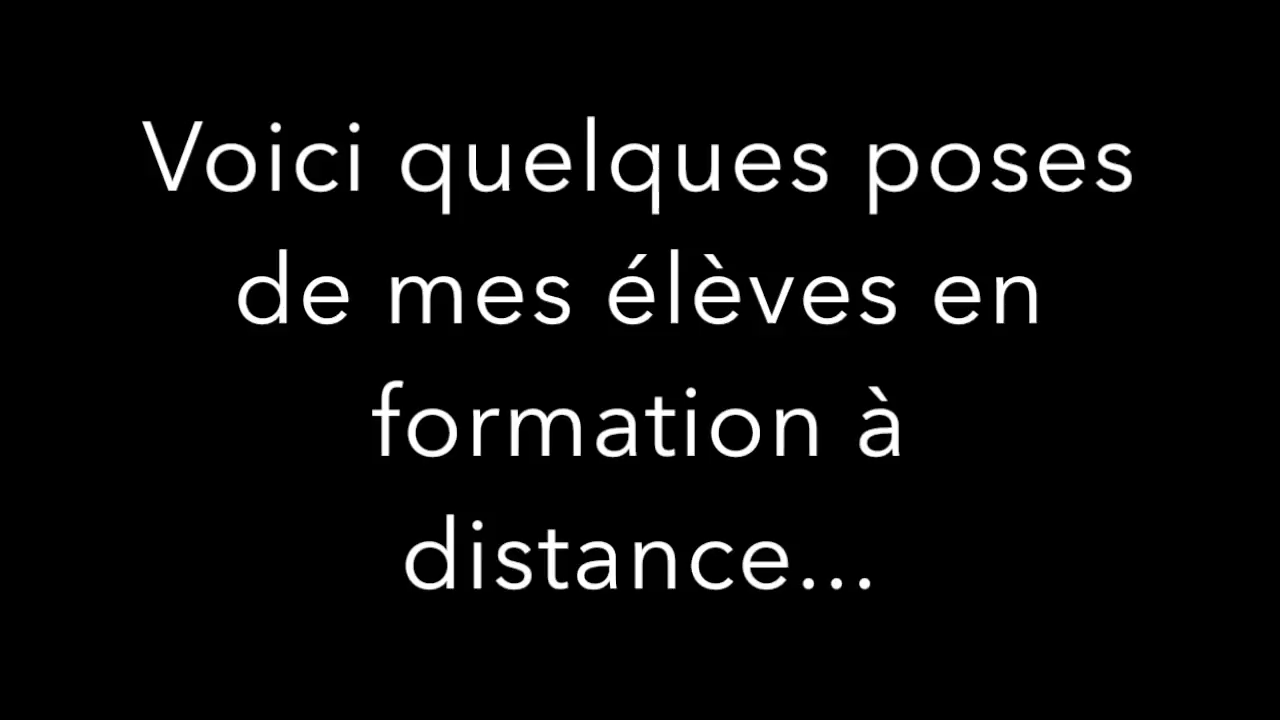 Voici quelques poses
de mes élèves en
formation à
distance...